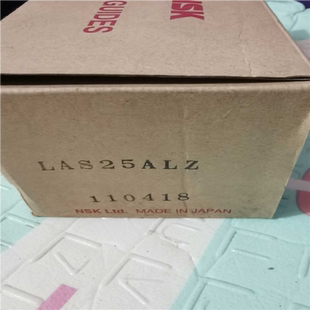 NSK
GUIDES
LAS25ALZ
110418
NSK Ltd. MADE IN JAPAN